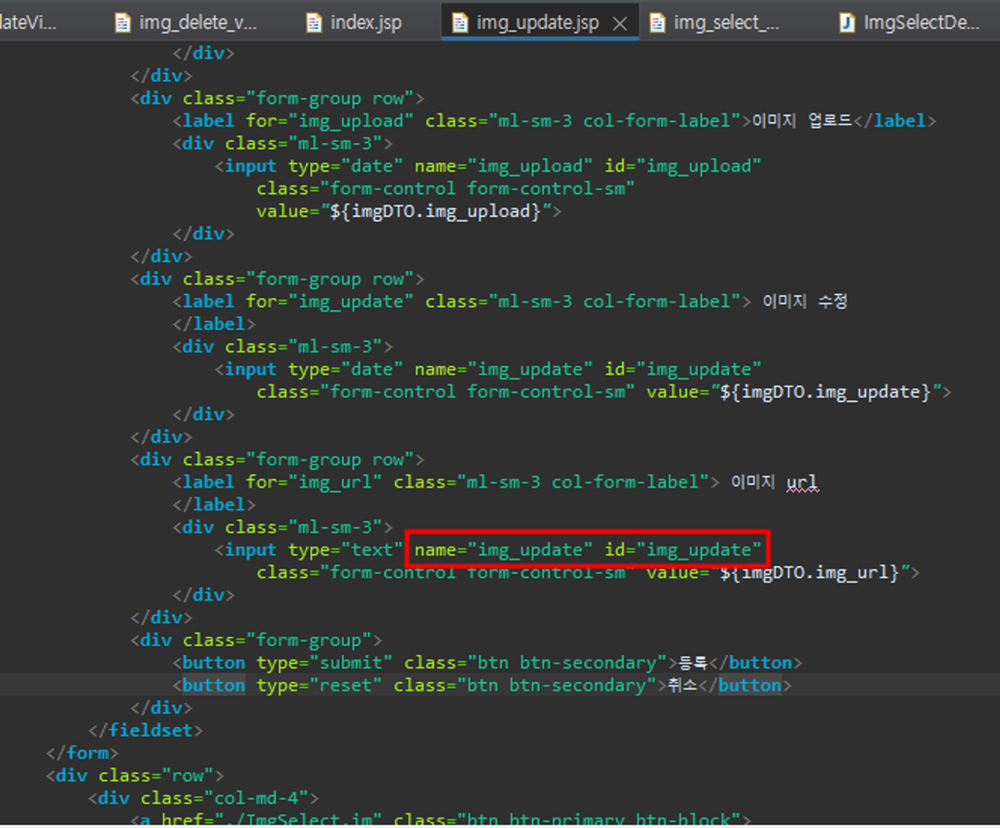 lateVi... img_delete_v... index.jsp img_update.jsp img_select_... ImgSelectDe...
</div>
</div>
<div class="form-group row">
<label for="img_upload" class="ml-sm-3 col-form-label">이미지 업로드</label>
<div class="ml-sm-3">
<input type="date" name="img_upload" id="img_upload"
class="form-control form-control-sm"
value="${imgDTO.img_upload}">
</div>
</div>
<div class="form-group row">
<label for="img_update" class="ml-sm-3 col-form-label"> 이미지 수정
</label>
<div class="ml-sm-3">
<input type="date" name="img_update" id="img_update"
class="form-control form-control-sm" value="${imgDTO.img_update}">
</div>
</div>
<div class="form-group row">
<label for="img_url" class="ml-sm-3 col-form-label"> 이미지 url
</label>
<div class="ml-sm-3">
<input type="text" name="img_update" id="img_update"
class="form-control form-control-sm" value="${imgDTO.img_url}">
</div>
</div>
<div class="form-group">
<button type="submit" class="btn btn-secondary">등록</button>
<button type="reset" class="btn btn-secondary">취소</button>
</div>
</fieldset>
</form>
<div class="row">
<div class="col-md-4">
<a href="./ImgSelect.im" class="btn btn-primary btn-block">